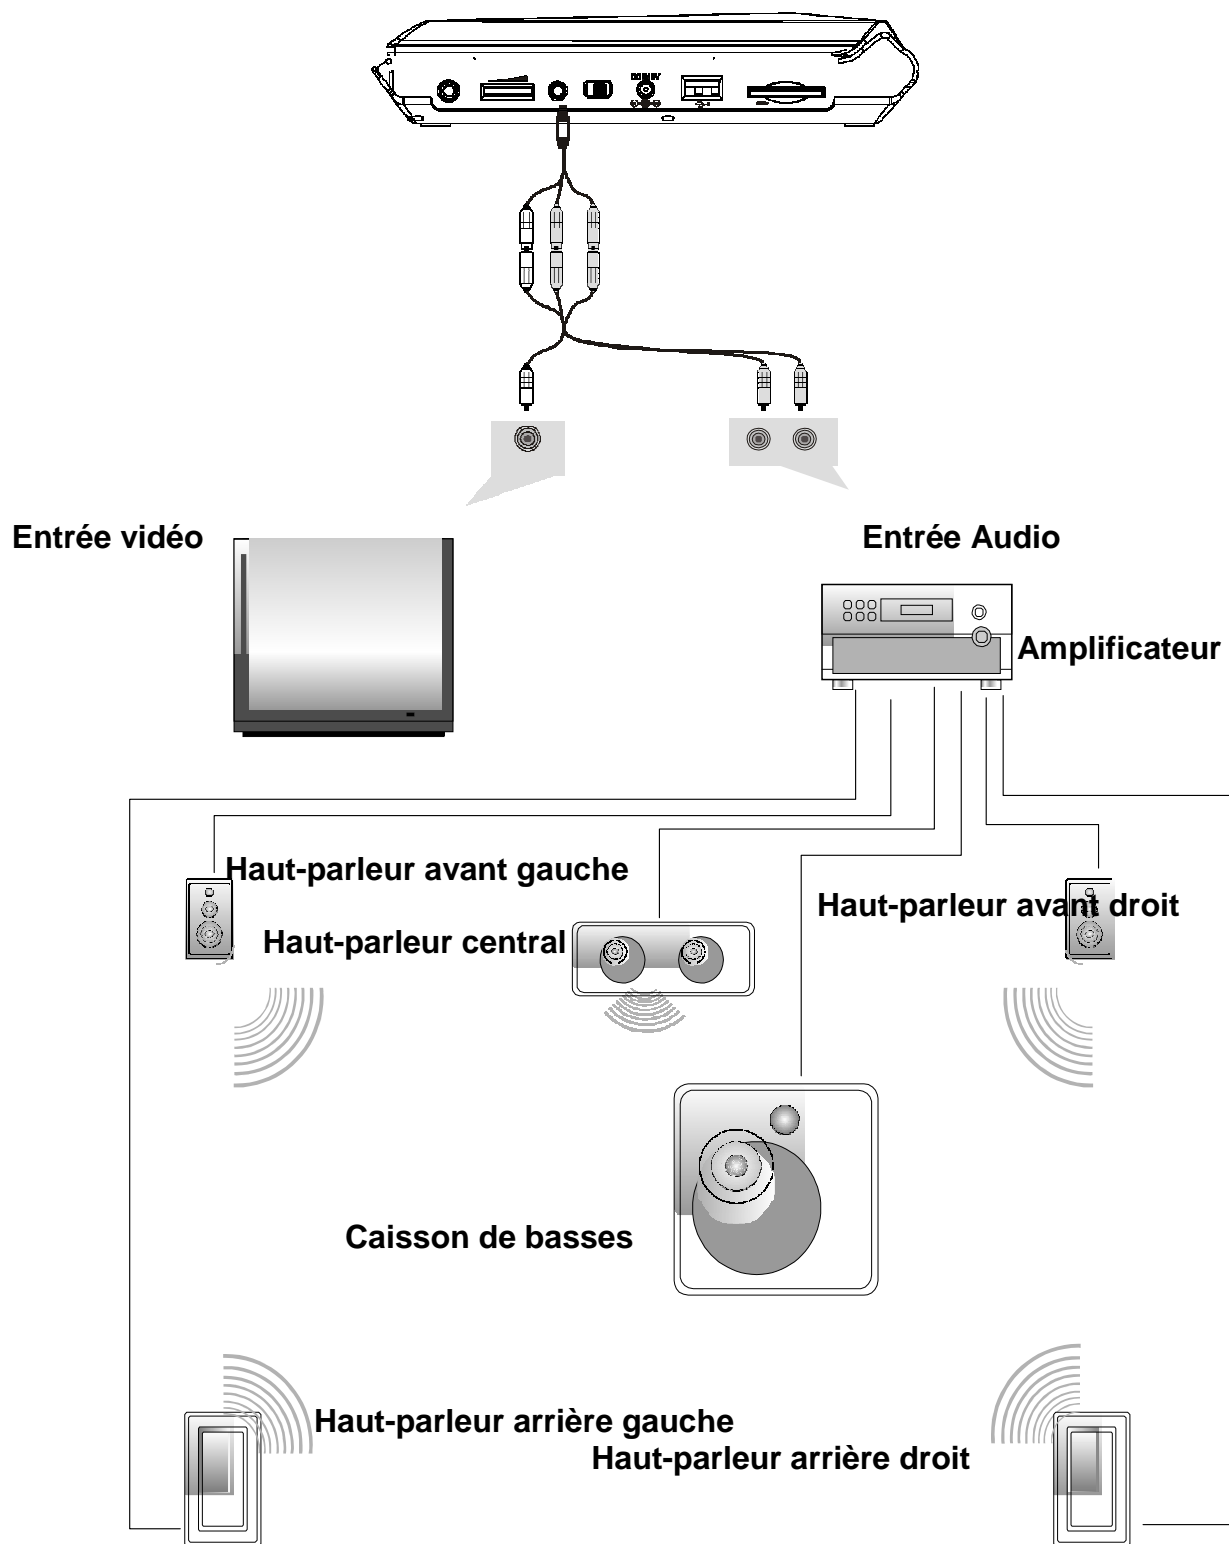 Entrée vidéo
Entrée Audio
Amplificateur
Haut-parleur avant gauche
Haut-parleur avant droit
Haut-parleur central
Caisson de basses
Haut-parleur arrière gauche
Haut-parleur arrière droit